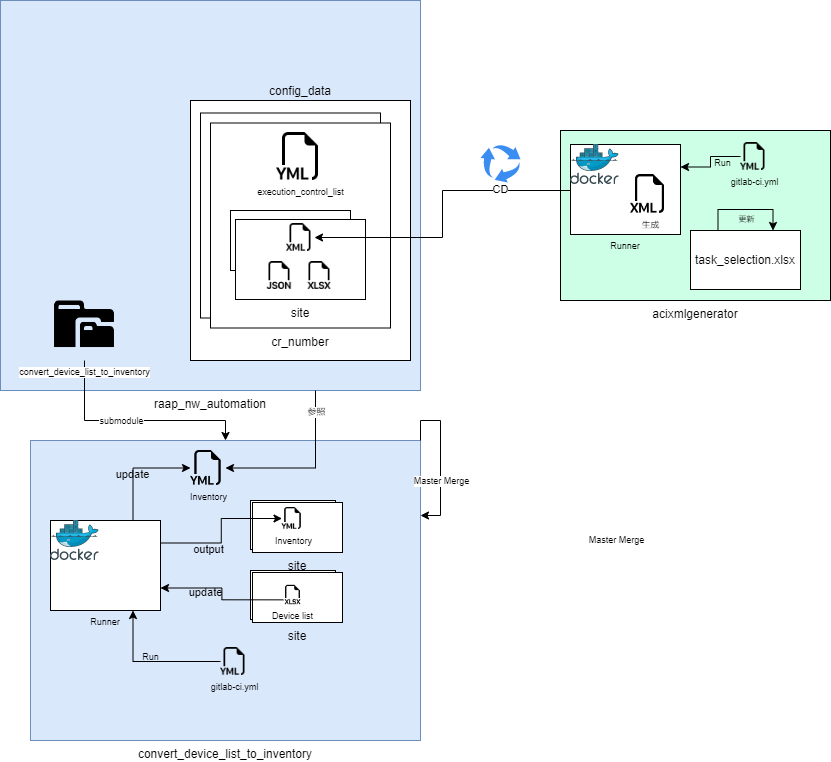 config_data
YML
execution_control_list
XML
JSON
XLSX
site
cr_number
convert_device_list_to_inventory
raap_nw_automation
CD
docker
XML
生成
Runner
Run
YML
gitlab-ci.yml
更新
task_selection.xlsx
acixmlgenerator
submodule
参照
Master Merge
Master Merge
update
YML
Inventory
docker
Runner
output
YML
Inventory
site
update
XLSX
Device list
site
Run
YML
gitlab-ci.yml
convert_device_list_to_inventory